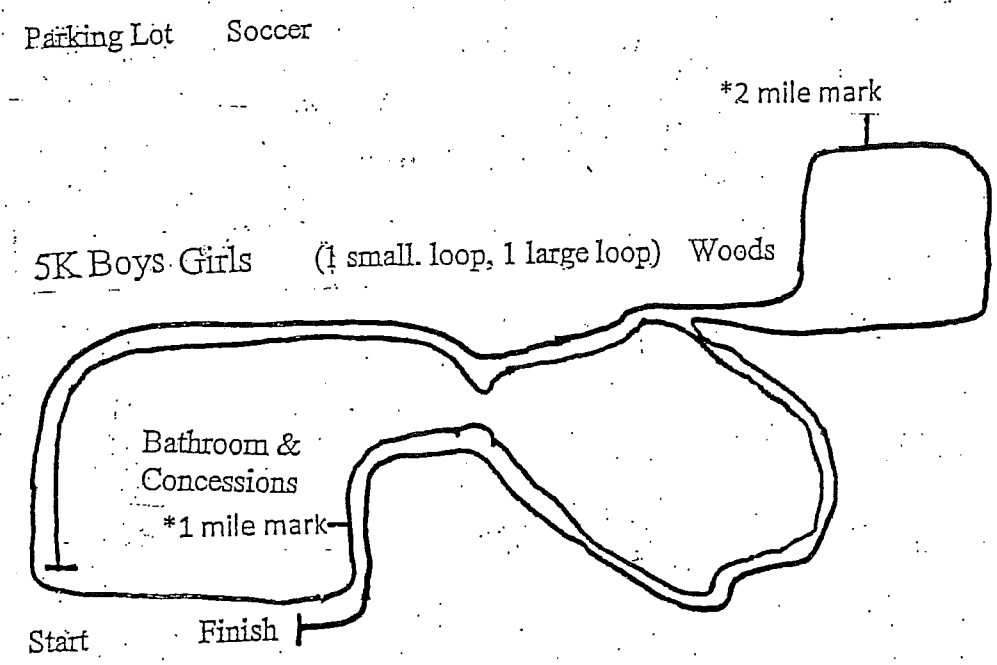 Parking Lot Soccer
*2 mile mark
5K Boys Girls (1 small. loop, 1 large loop) Woods
Bathroom &
Concessions
*1 mile mark
Start Finish